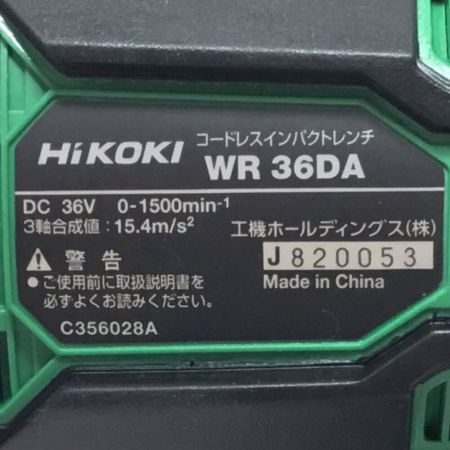 コードレスインパクトレンチ
HiKOKI WR 36DA
DC 36V 0-1500min-1
3軸合成値：15.4m/s2
工機ホールディングス(株)
⚠ 警告 J820053
●ご使用前に取扱説明書を Made in China
必ずよくお読みください。
C356028A